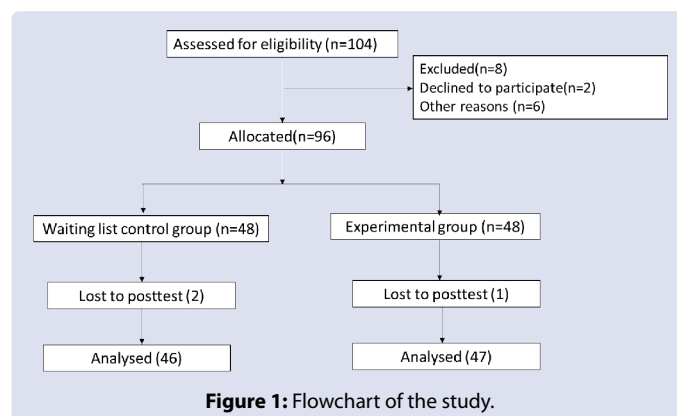 Assessed for eligibility (n=104)
Excluded(n=8)
Declined to participate(n=2)
Other reasons (n=6)
Allocated(n=96)
Waiting list control group (n=48)
Experimental group (n=48)
Lost to posttest (2)
Lost to posttest (1)
Analysed (46)
Analysed (47)
Figure 1: Flowchart of the study.